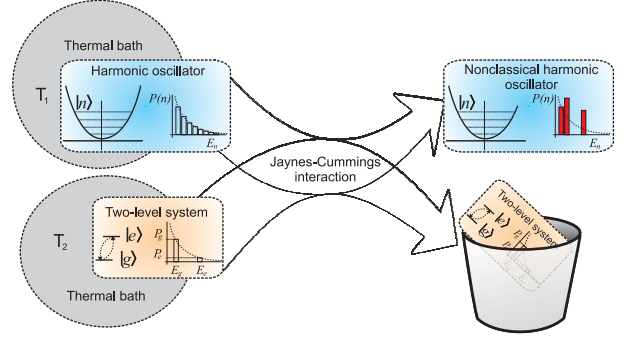 Thermal bath
T1
Harmonic oscillator
|n⟩
P(n)
En
Nonclassical harmonic
oscillator
|n⟩
P(n)
En
Jaynes-Cummings
interaction
T2
Two-level system
|e⟩
|g⟩
Pg
Pe
Eg
Ee
Thermal bath
Two-level system
|e⟩
|g⟩